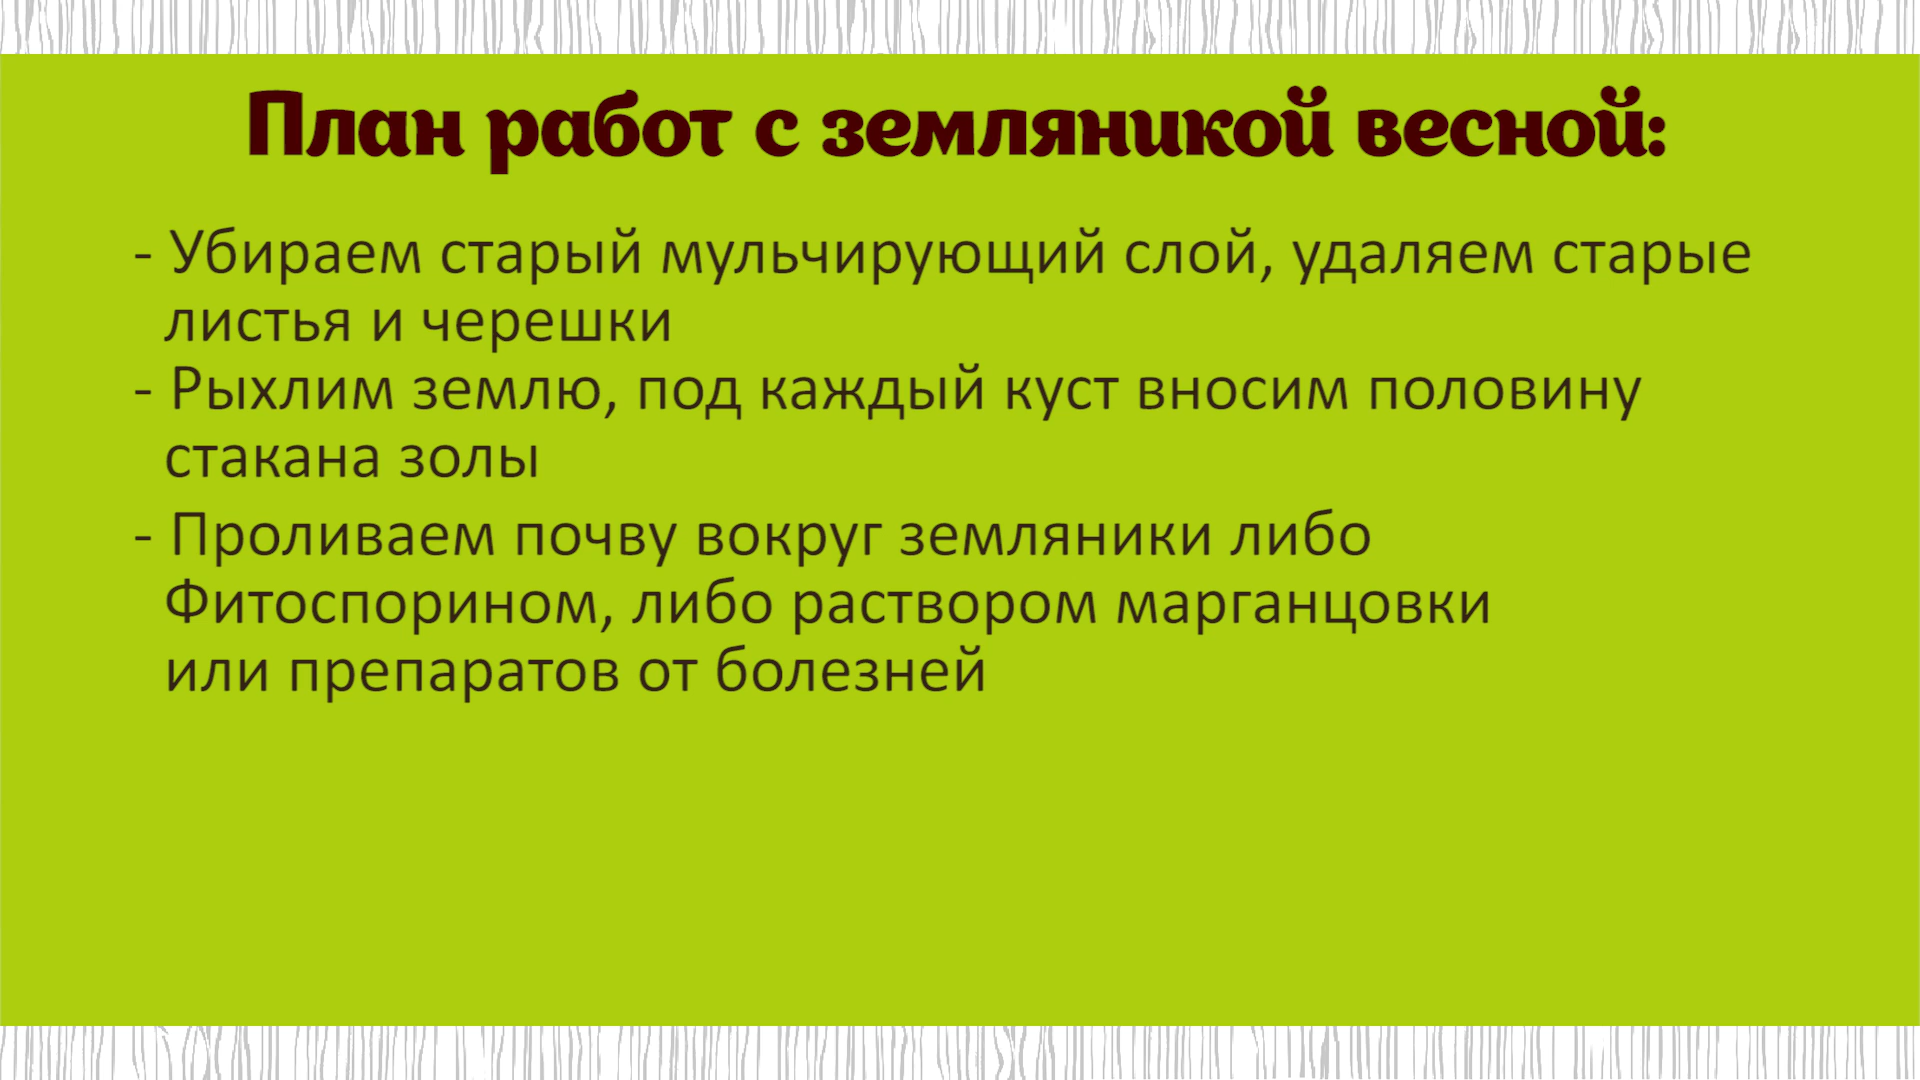 План работ с земляникой весной:
- Убираем старый мульчирующий слой, удаляем старые
листья и черешки
- Рыхлим землю, под каждый куст вносим половину
стакана золы
- Проливаем почву вокруг земляники либо
Фитоспорином, либо раствором марганцовки
или препаратов от болезней